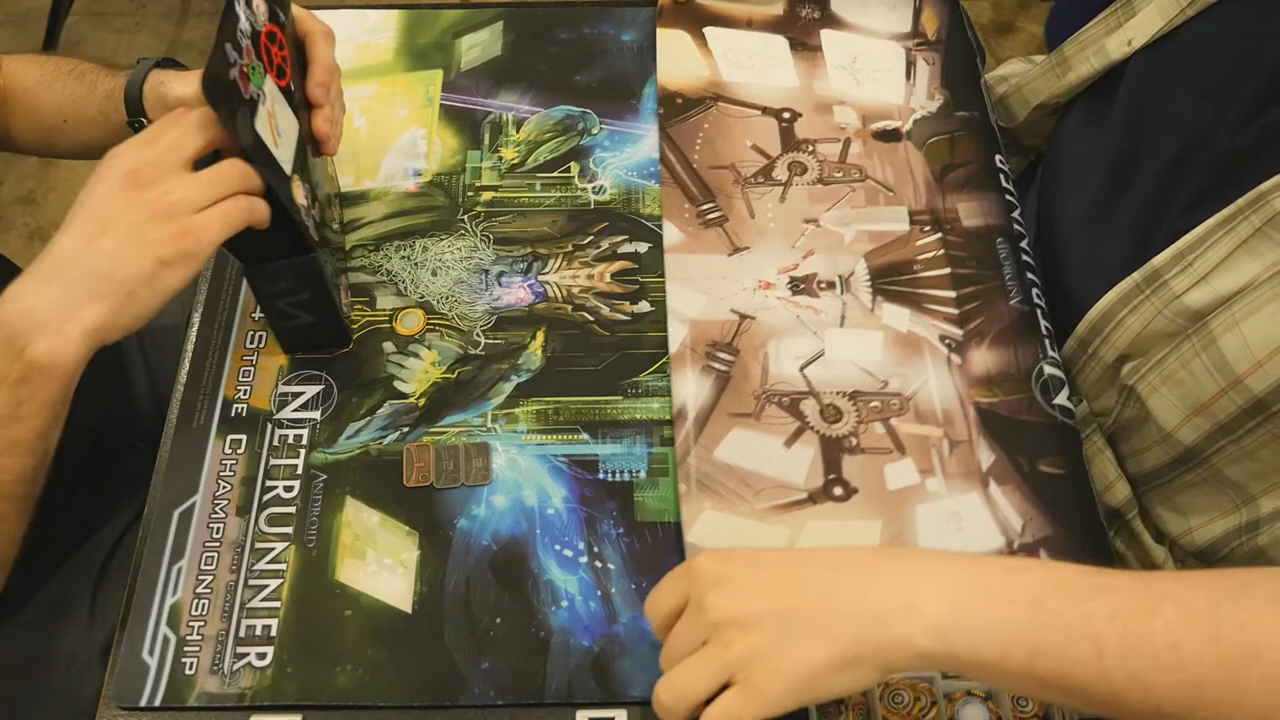 ANDROID
NETRUNNER
THE CARD GAME
STORE CHAMPIONSHIP
ANDROID
NETRUNNER